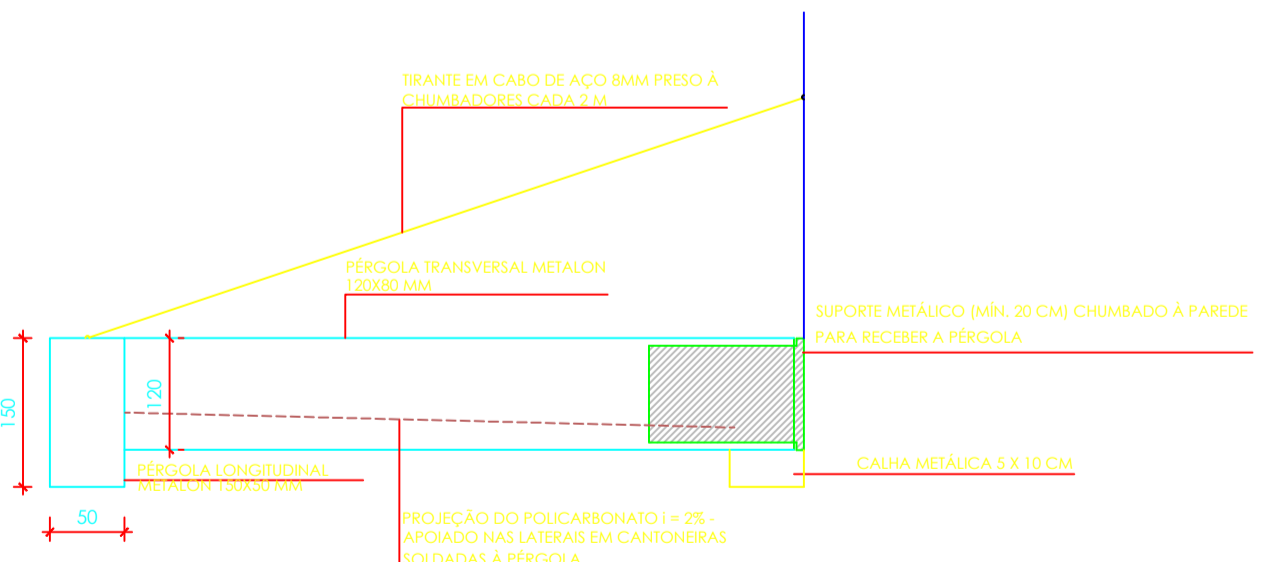 TIRANTE EM CABO DE AÇO 8MM PRESO À
CHUMBADORES CADA 2 M
PÉRGOLA TRANSVERSAL METALON
120X80 MM
SUPORTE METÁLICO (MÍN. 20 CM) CHUMBADO À PAREDE
PARA RECEBER A PÉRGOLA
150
120
PÉRGOLA LONGITUDINAL
METALON 150X50 MM
CALHA METÁLICA 5 X 10 CM
50
PROJEÇÃO DO POLICARBONATO i = 2% -
APOIADO NAS LATERAIS EM CANTONEIRAS
SOLDADAS À PÉRGOLA